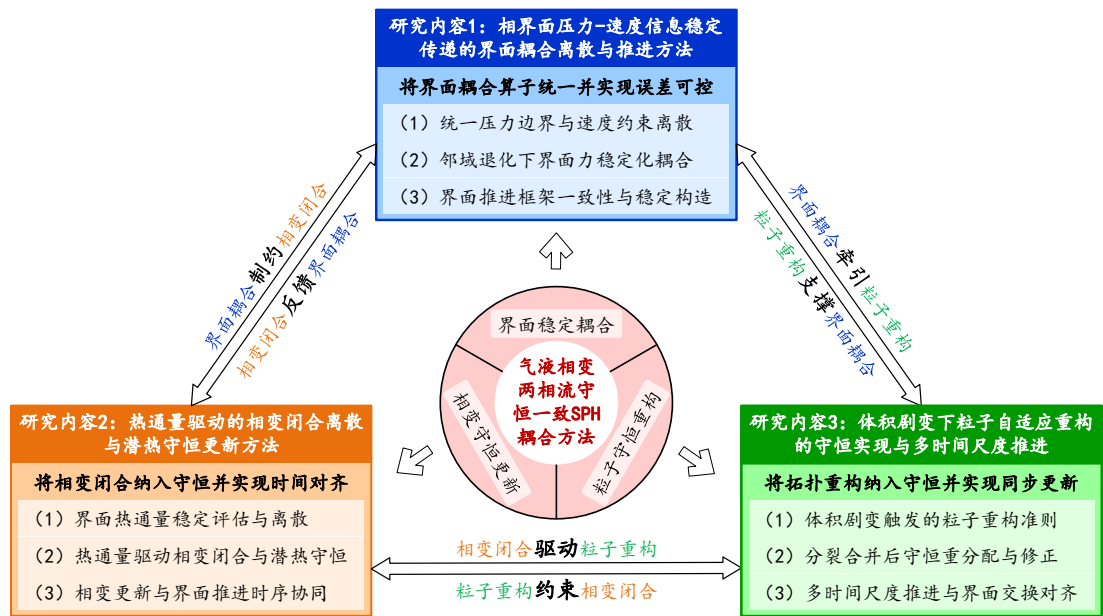 研究内容1：相界面压力-速度信息稳定
传递的界面耦合离散与推进方法
将界面耦合算子统一并实现误差可控
（1）统一压力边界与速度约束离散
（2）邻域退化下界面力稳定化耦合
（3）界面推进框架一致性与稳定构造
界面耦合制约相变闭合
相变闭合反馈界面耦合
界面耦合牵引粒子重构
粒子重构支撑界面耦合
界面稳定耦合
气液相变
两相流守
恒一致SPH
耦合方法
相变守恒更新
粒子守恒重构
研究内容2：热通量驱动的相变闭合离散
与潜热守恒更新方法
将相变闭合纳入守恒并实现时间对齐
（1）界面热通量稳定评估与离散
（2）热通量驱动相变闭合与潜热守恒
（3）相变更新与界面推进时序协同
相变闭合驱动粒子重构
粒子重构约束相变闭合
研究内容3：体积剧变下粒子自适应重构
的守恒实现与多时间尺度推进
将拓扑重构纳入守恒并实现同步更新
（1）体积剧变触发的粒子重构准则
（2）分裂合并后守恒重分配与修正
（3）多时间尺度推进与界面交换对齐